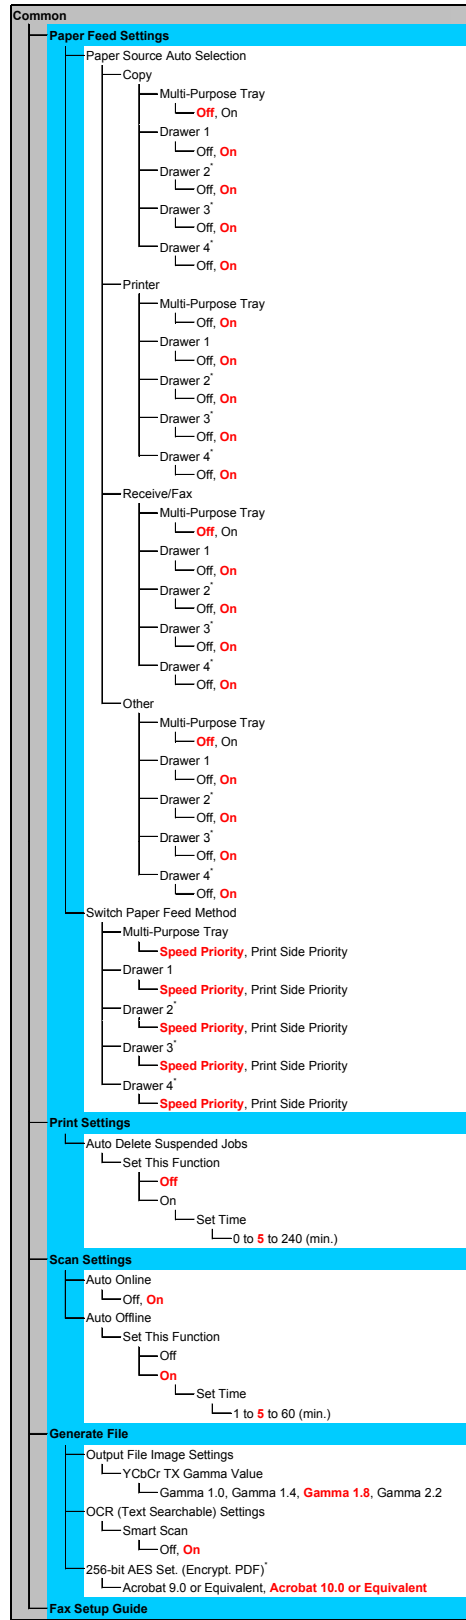 Common
Paper Feed Settings
Paper Source Auto Selection
Copy
Multi-Purpose Tray
Off, On
Drawer 1
Off, On
Drawer 2*
Off, On
Drawer 3*
Off, On
Drawer 4*
Off, On
Printer
Multi-Purpose Tray
Off, On
Drawer 1
Off, On
Drawer 2*
Off, On
Drawer 3*
Off, On
Drawer 4*
Off, On
Receive/Fax
Multi-Purpose Tray
Off, On
Drawer 1
Off, On
Drawer 2*
Off, On
Drawer 3*
Off, On
Drawer 4*
Off, On
Other
Multi-Purpose Tray
Off, On
Drawer 1
Off, On
Drawer 2*
Off, On
Drawer 3*
Off, On
Drawer 4*
Off, On
Switch Paper Feed Method
Multi-Purpose Tray
Speed Priority, Print Side Priority
Drawer 1
Speed Priority, Print Side Priority
Drawer 2*
Speed Priority, Print Side Priority
Drawer 3*
Speed Priority, Print Side Priority
Drawer 4*
Speed Priority, Print Side Priority
Print Settings
Auto Delete Suspended Jobs
Set This Function
Off
On
Set Time
0 to 5 to 240 (min.)
Scan Settings
Auto Online
Off, On
Auto Offline
Set This Function
Off
On
Set Time
1 to 5 to 60 (min.)
Generate File
Output File Image Settings
YCbCr TX Gamma Value
Gamma 1.0, Gamma 1.4, Gamma 1.8, Gamma 2.2
OCR (Text Searchable) Settings
Smart Scan
Off, On
256-bit AES Set. (Encrypt. PDF)*
Acrobat 9.0 or Equivalent, Acrobat 10.0 or Equivalent
Fax Setup Guide